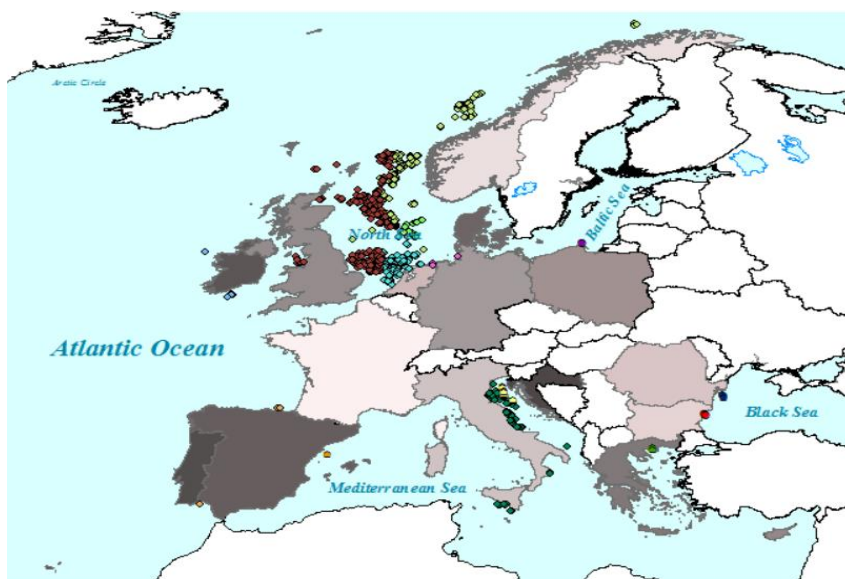 Arctic Circle
Baltic Sea
North Sea
Atlantic Ocean
Black Sea
Mediterranean Sea